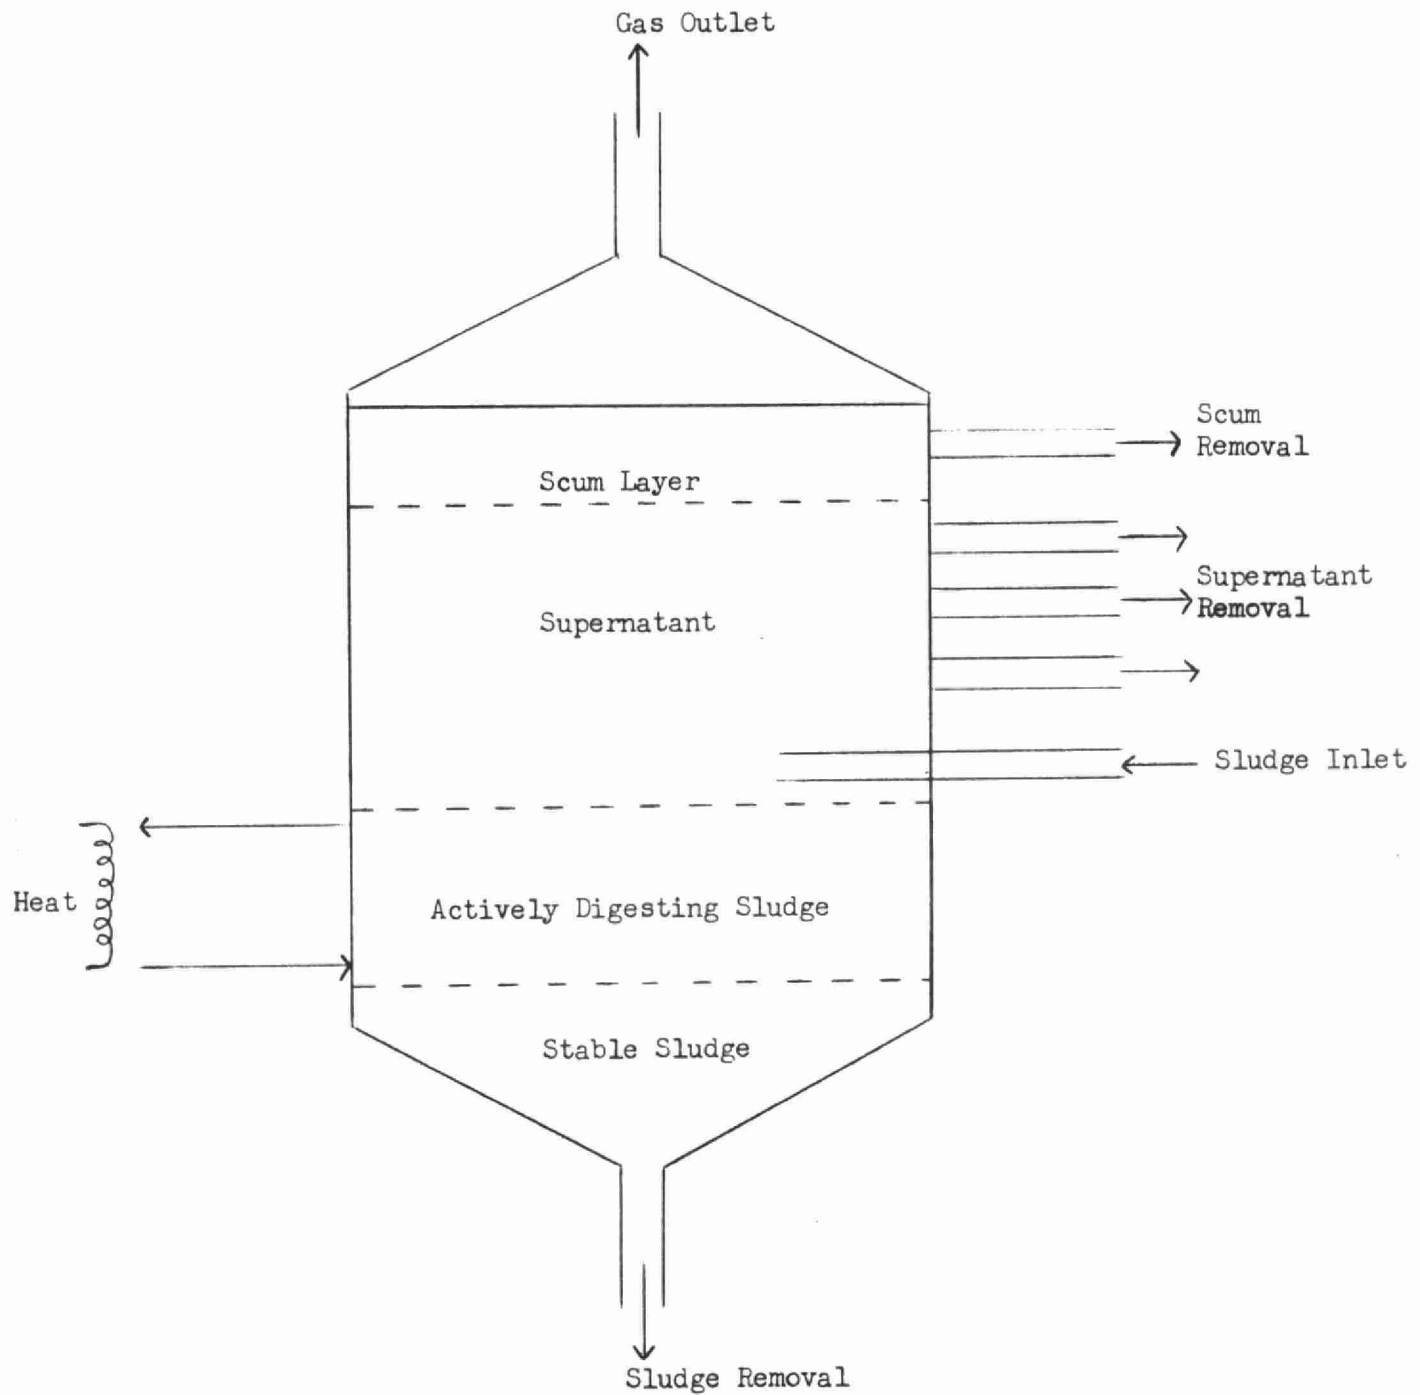 Gas Outlet
Scum
Removal
Scum Layer
Supernatant
Removal
Supernatant
Sludge Inlet
Heat
Actively Digesting Sludge
Stable Sludge
Sludge Removal